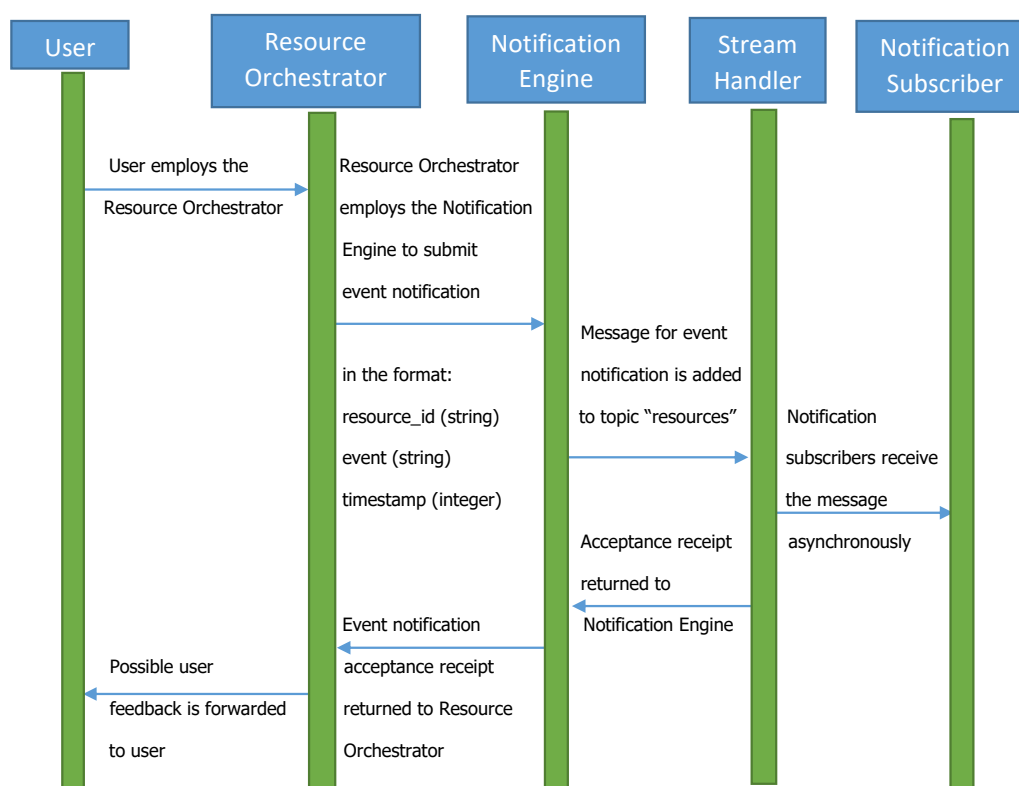 User
Resource
Orchestrator
Notification
Engine
Stream
Handler
Notification
Subscriber
User employs the
Resource Orchestrator
Resource Orchestrator
employs the Notification
Engine to submit
event notification
in the format:
resource_id (string)
event (string)
timestamp (integer)
Message for event
notification is added
to topic “resources”
Notification
subscribers receive
the message
asynchronously
Acceptance receipt
returned to
Notification Engine
Event notification
acceptance receipt
returned to Resource
Orchestrator
Possible user
feedback is forwarded
to user